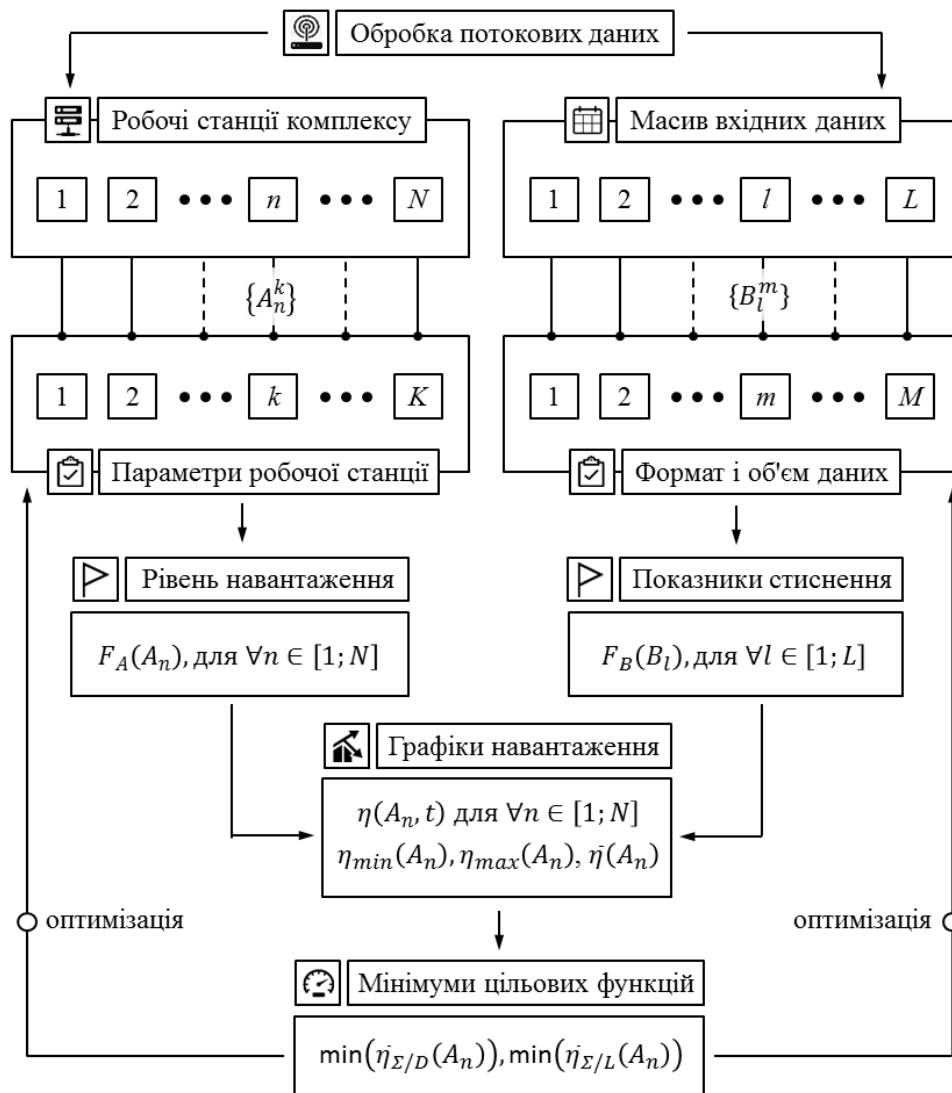 Обробка потокових даних
Робочі станції комплексу
Масив вхідних даних
1 2 ••• n ••• N
1 2 ••• l ••• L
{A_n^k}
{B_l^m}
1 2 ••• k ••• K
1 2 ••• m ••• M
Параметри робочої станції
Формат і об'єм даних
Рівень навантаження
Показники стиснення
F_A(A_n), для ∀n ∈ [1; N]
F_B(B_l), для ∀l ∈ [1; L]
Графіки навантаження
η(A_n, t) для ∀n ∈ [1; N]
η_min(A_n), η_max(A_n), η̄(A_n)
оптимізація
оптимізація
Мінімуми цільових функцій
min(η̄_Σ/D(A_n)), min(η̄_Σ/L(A_n))